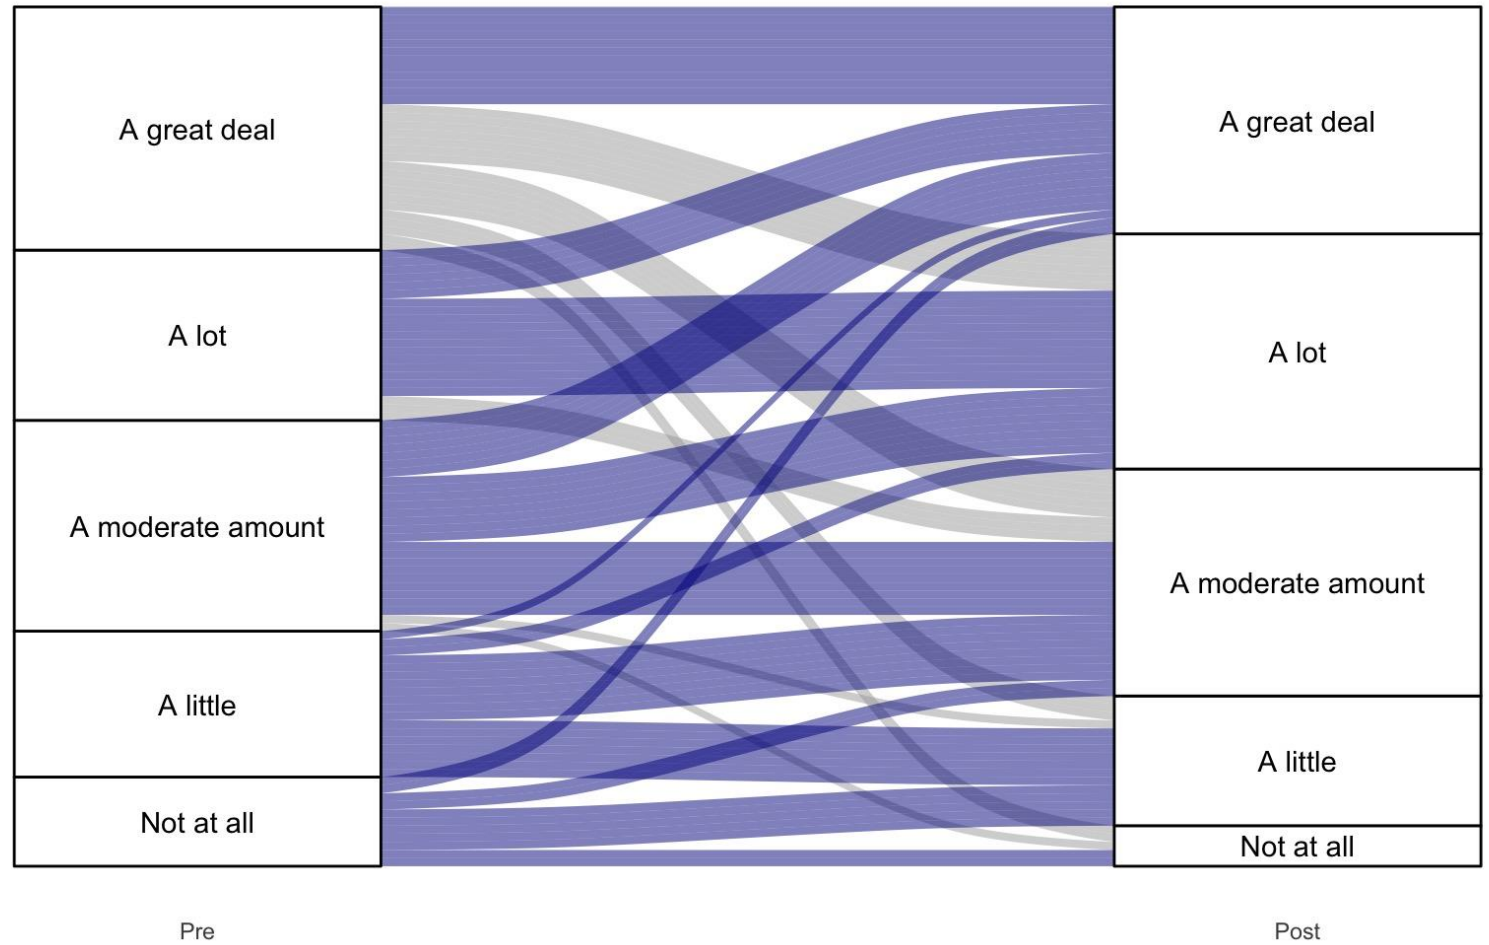 A great deal
A lot
A moderate amount
A little
Not at all
A great deal
A lot
A moderate amount
A little
Not at all
Pre
Post